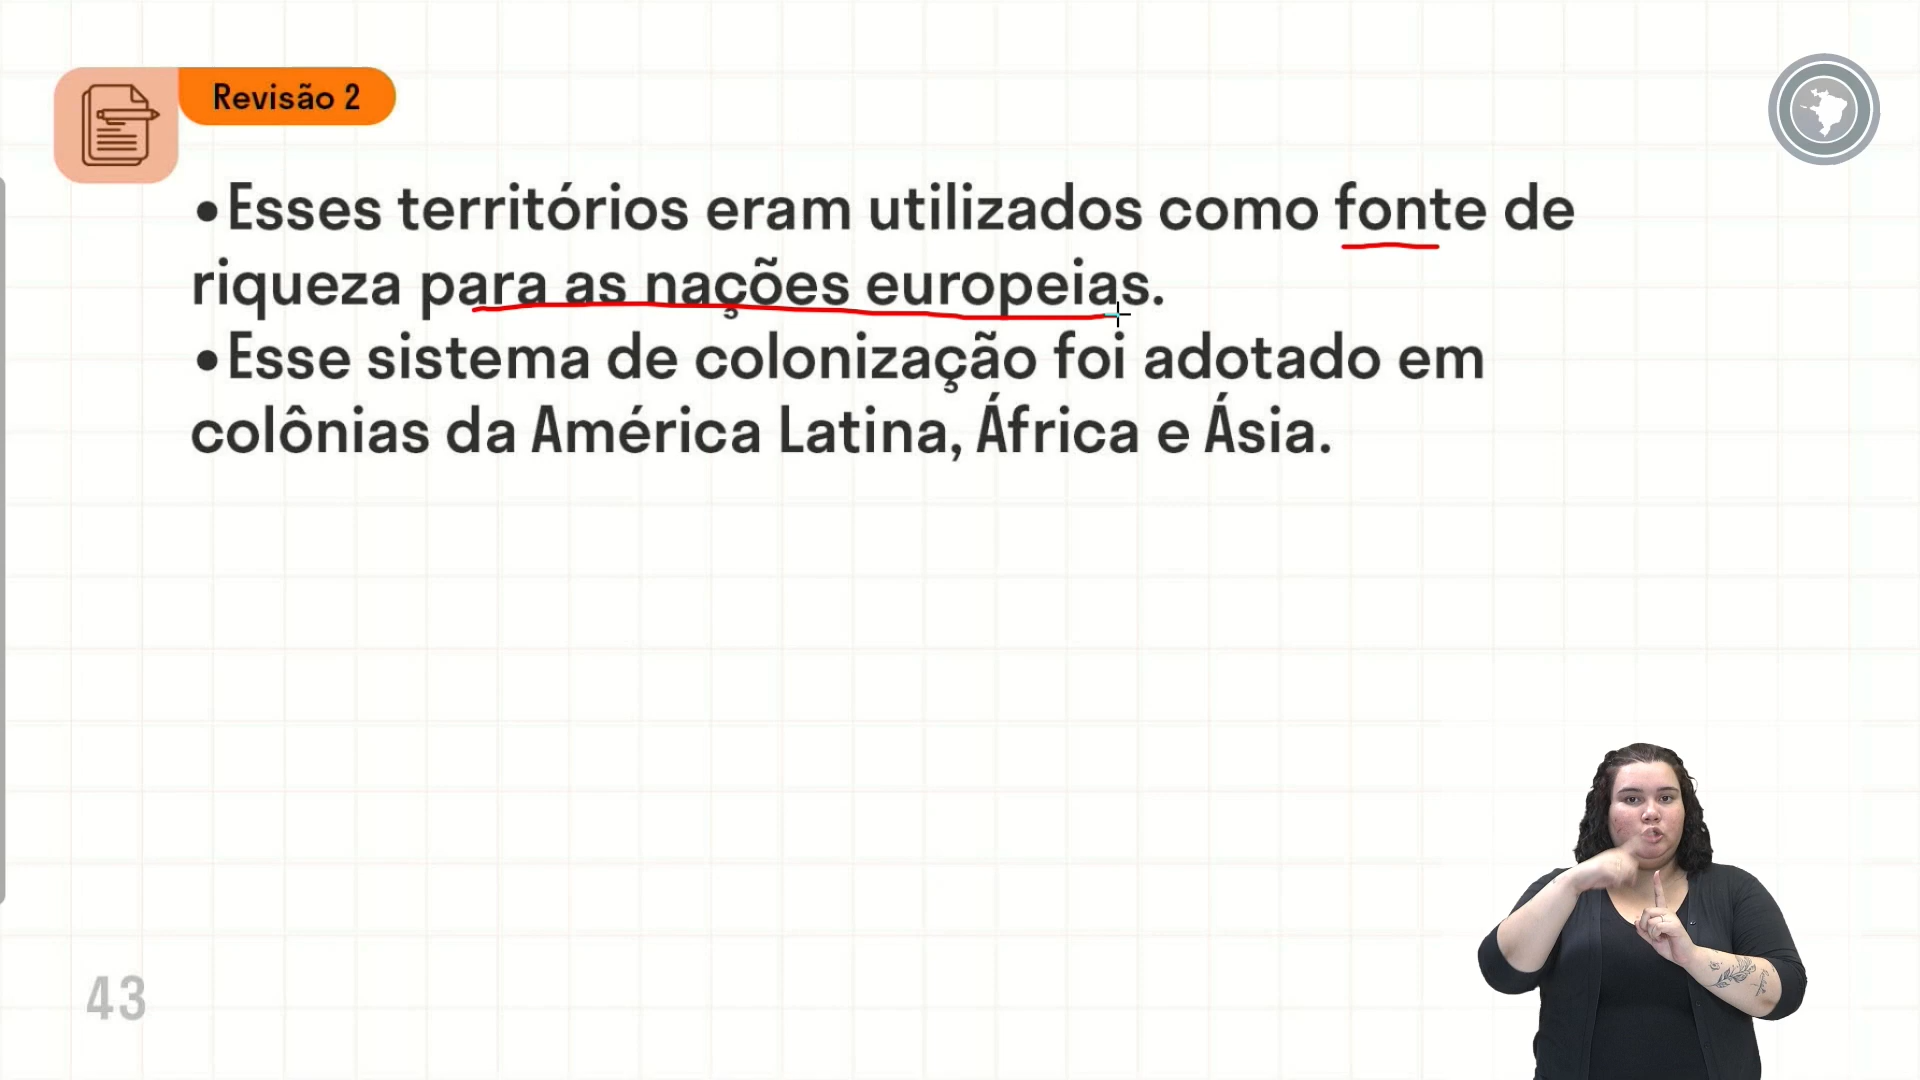 Revisão 2
•Esses territórios eram utilizados como fonte de
riqueza para as nações europeias.
•Esse sistema de colonização foi adotado em
colônias da América Latina, África e Ásia.
43